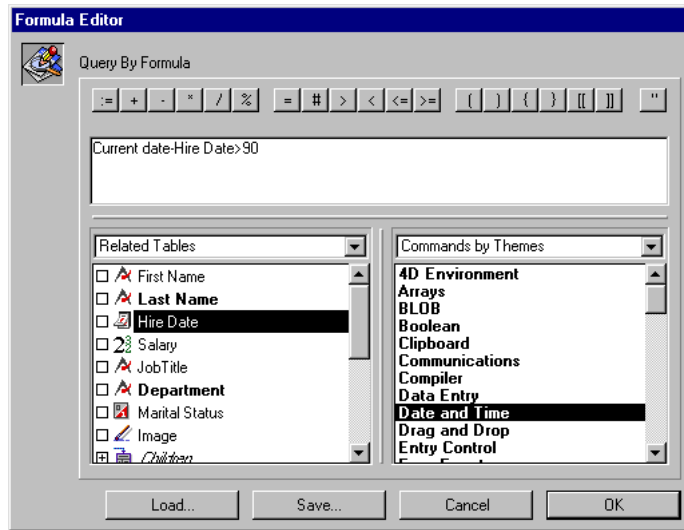 Formula Editor
Query By Formula
:= + - * / % = # > < <= >= ( ) { } [[ ]] "
Current date-Hire Date>90
Related Tables
First Name
Last Name
Hire Date
Salary
JobTitle
Department
Marital Status
Image
Children
Commands by Themes
4D Environment
Arrays
BLOB
Boolean
Clipboard
Communications
Compiler
Data Entry
Date and Time
Drag and Drop
Entry Control
Load...
Save...
Cancel
OK